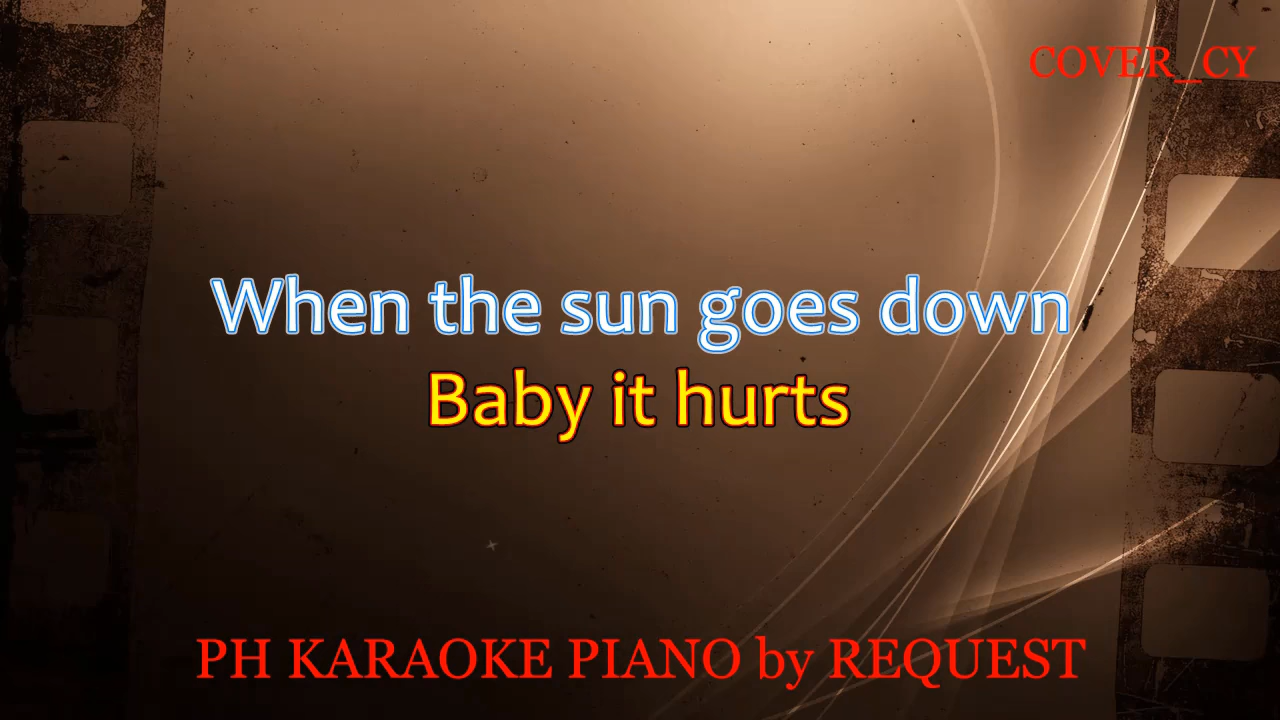 COVER_CY
When the sun goes down
Baby it hurts
PH KARAOKE PIANO by REQUEST